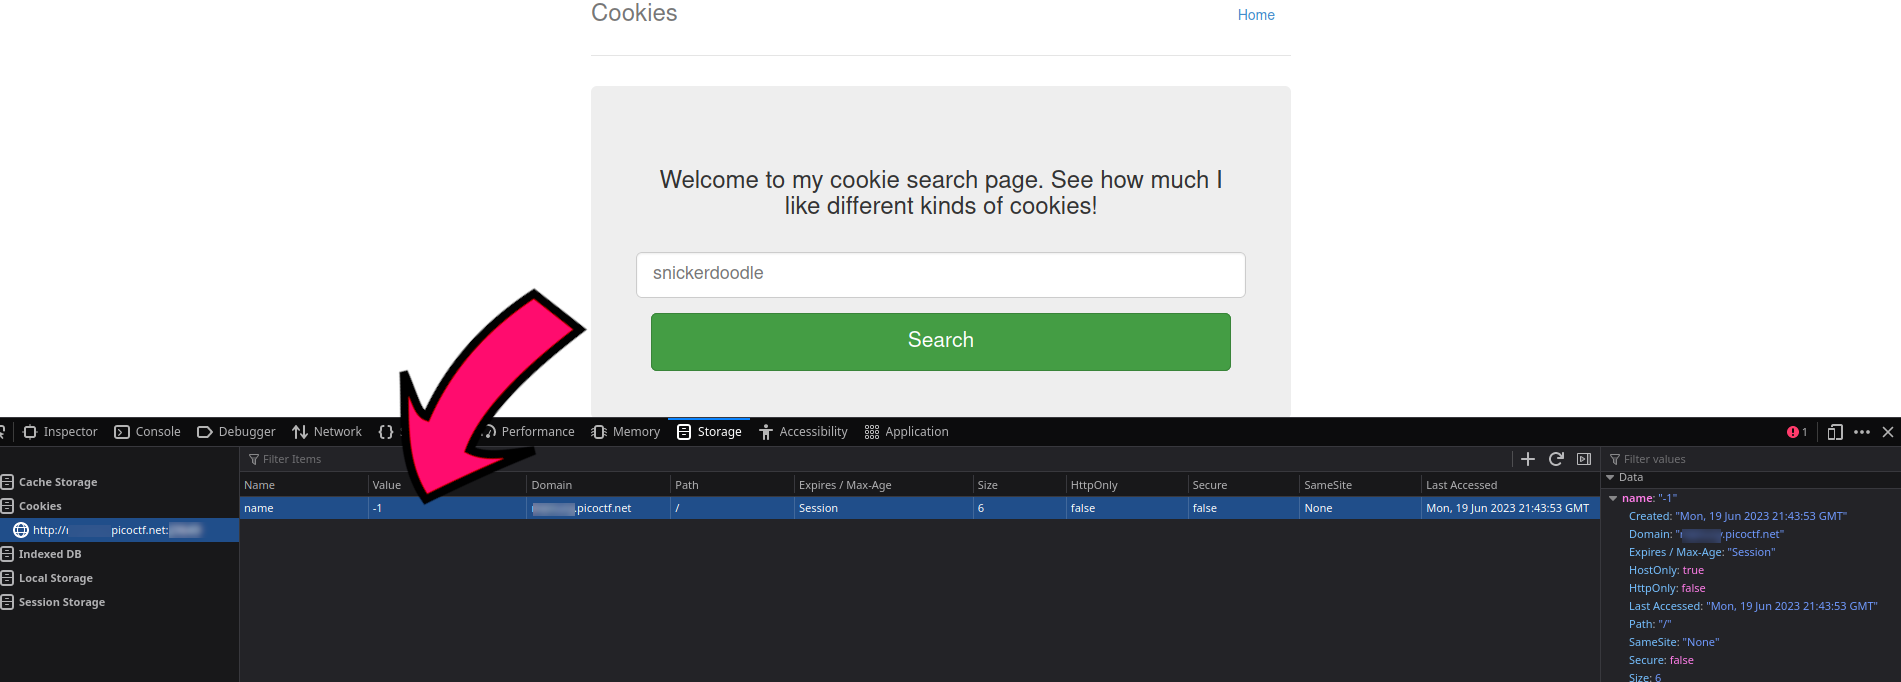 Cookies
Home
Welcome to my cookie search page. See how much I
like different kinds of cookies!
snickerdoodle
Search
Inspector Console Debugger Network Performance Memory Storage Accessibility Application 1
Filter Items
Filter values
Cache Storage
Cookies
http:// picoctf.net:
Indexed DB
Local Storage
Session Storage
Name Value Domain Path Expires / Max-Age Size HttpOnly Secure SameSite Last Accessed
name -1 .picoctf.net / Session 6 false false None Mon, 19 Jun 2023 21:43:53 GMT
Data
name: "-1"
Created: "Mon, 19 Jun 2023 21:43:53 GMT"
Domain: " .picoctf.net"
Expires / Max-Age: "Session"
HostOnly: true
HttpOnly: false
Last Accessed: "Mon, 19 Jun 2023 21:43:53 GMT"
Path: "/"
SameSite: "None"
Secure: false
Size: 6